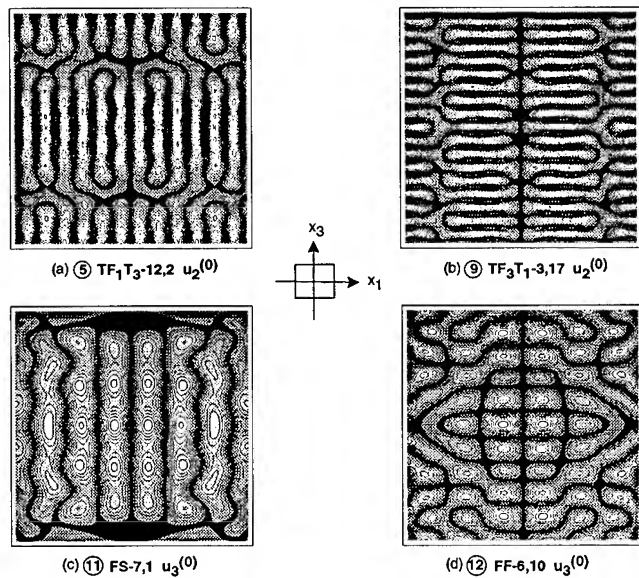 (a) ⑤ TF₁T₃-12,2 u₂⁽⁰⁾
(b) ⑨ TF₃T₁-3,17 u₂⁽⁰⁾
x₃
x₁
(c) ⑪ FS-7,1 u₃⁽⁰⁾
(d) ⑫ FF-6,10 u₃⁽⁰⁾